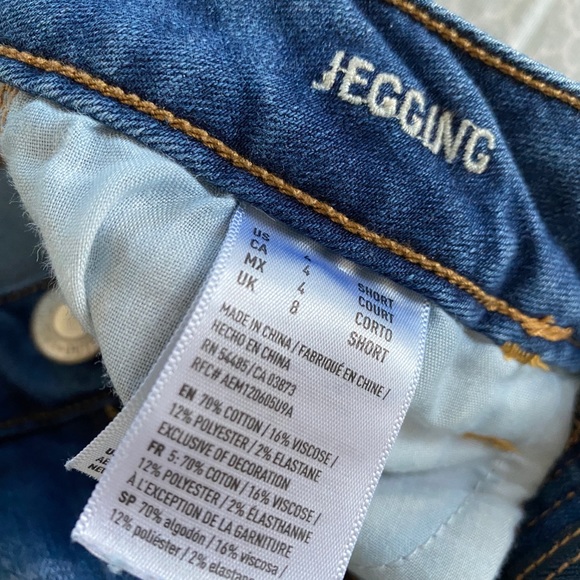 JEGGING
US 4 SHORT
CA 4 COURT
MX 4 CORTO
UK 8 SHORT
MADE IN CHINA / FABRIQUÉ EN CHINE /
HECHO EN CHINA
RN 54485/CA 03873
RFC# AEM120605U9A
EN 70% COTTON / 16% VISCOSE /
12% POLYESTER / 2% ELASTANE
EXCLUSIVE OF DECORATION
FR 5: 70% COTON / 16% VISCOSE /
12% POLYESTER / 2% ÉLASTHANNE
À L'EXCEPTION DE LA GARNITURE
SP 70% algodón / 16% viscosa /
12% poliéster / 2% elastano